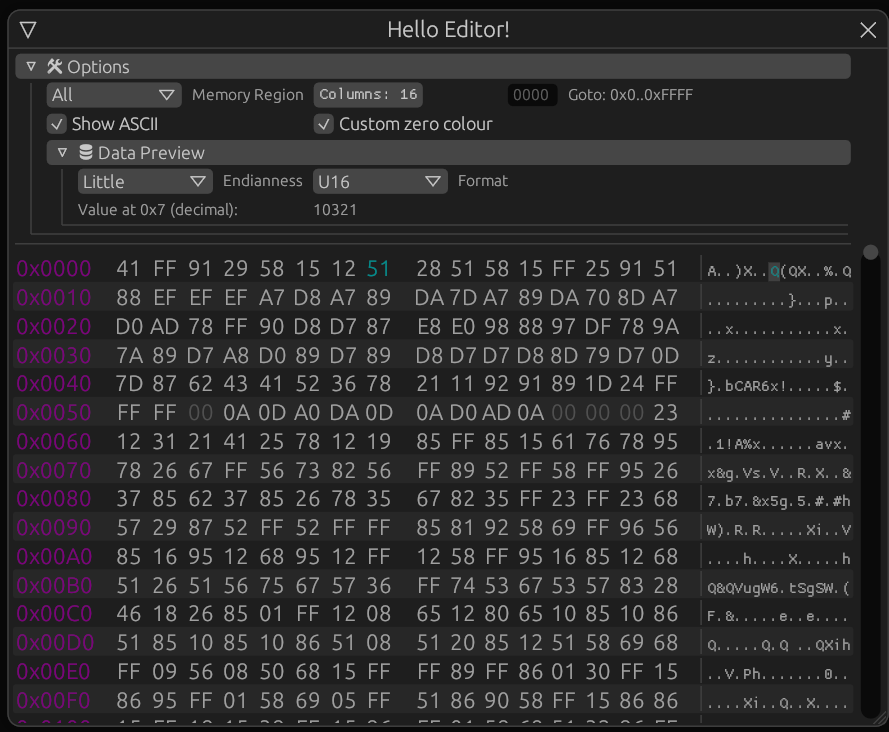 Hello Editor!
Options
All Memory Region Columns: 16 0000 Goto: 0x0..0xFFFF
Show ASCII Custom zero colour
Data Preview
Little Endianness U16 Format
Value at 0x7 (decimal): 10321
0x0000 41 FF 91 29 58 15 12 51 28 51 58 15 FF 25 91 51 A..)X..Q(QX..%.Q
0x0010 88 EF EF EF A7 D8 A7 89 DA 7D A7 89 DA 70 8D A7 .........}...p..
0x0020 D0 AD 78 FF 90 D8 D7 87 E8 E0 98 88 97 DF 78 9A ..x...........x.
0x0030 7A 89 D7 A8 D0 89 D7 89 D8 D7 D7 D8 8D 79 D7 0D z............y..
0x0040 7D 87 62 43 41 52 36 78 21 11 92 91 89 1D 24 FF }.bCAR6x!.....$.
0x0050 FF FF 00 0A 0D A0 DA 0D 0A D0 AD 0A 00 00 00 23 ...............#
0x0060 12 31 21 41 25 78 12 19 85 FF 85 15 61 76 78 95 .1!A%x......avx.
0x0070 78 26 67 FF 56 73 82 56 FF 89 52 FF 58 FF 95 26 x&g.Vs.V..R.X..&
0x0080 37 85 62 37 85 26 78 35 67 82 35 FF 23 FF 23 68 7.b7.&x5g.5.#.#h
0x0090 57 29 87 52 FF 52 FF FF 85 81 92 58 69 FF 96 56 W).R.R.....Xi..V
0x00A0 85 16 95 12 68 95 12 FF 12 58 FF 95 16 85 12 68 ....h....X.....h
0x00B0 51 26 51 56 75 67 57 36 FF 74 53 67 53 57 83 28 Q&QVugW6.tSgSW.(
0x00C0 46 18 26 85 01 FF 12 08 65 12 80 65 10 85 10 86 F.&.....e..e....
0x00D0 51 85 10 85 10 86 51 08 51 20 85 12 51 58 69 68 Q.....Q.Q ..QXih
0x00E0 FF 09 56 08 50 68 15 FF FF 89 FF 86 01 30 FF 15 ..V.Ph.......0..
0x00F0 86 95 FF 01 58 69 05 FF 51 86 90 58 FF 15 86 86 ....Xi..Q..X....